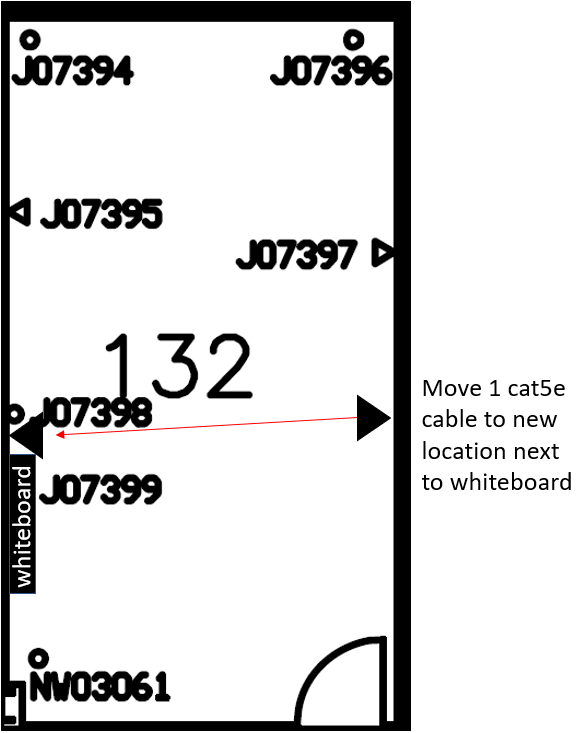 J07394
J07396
J07395
J07397
132
J07398
Move 1 cat5e
cable to new
location next
to whiteboard
whiteboard
J07399
NW03061